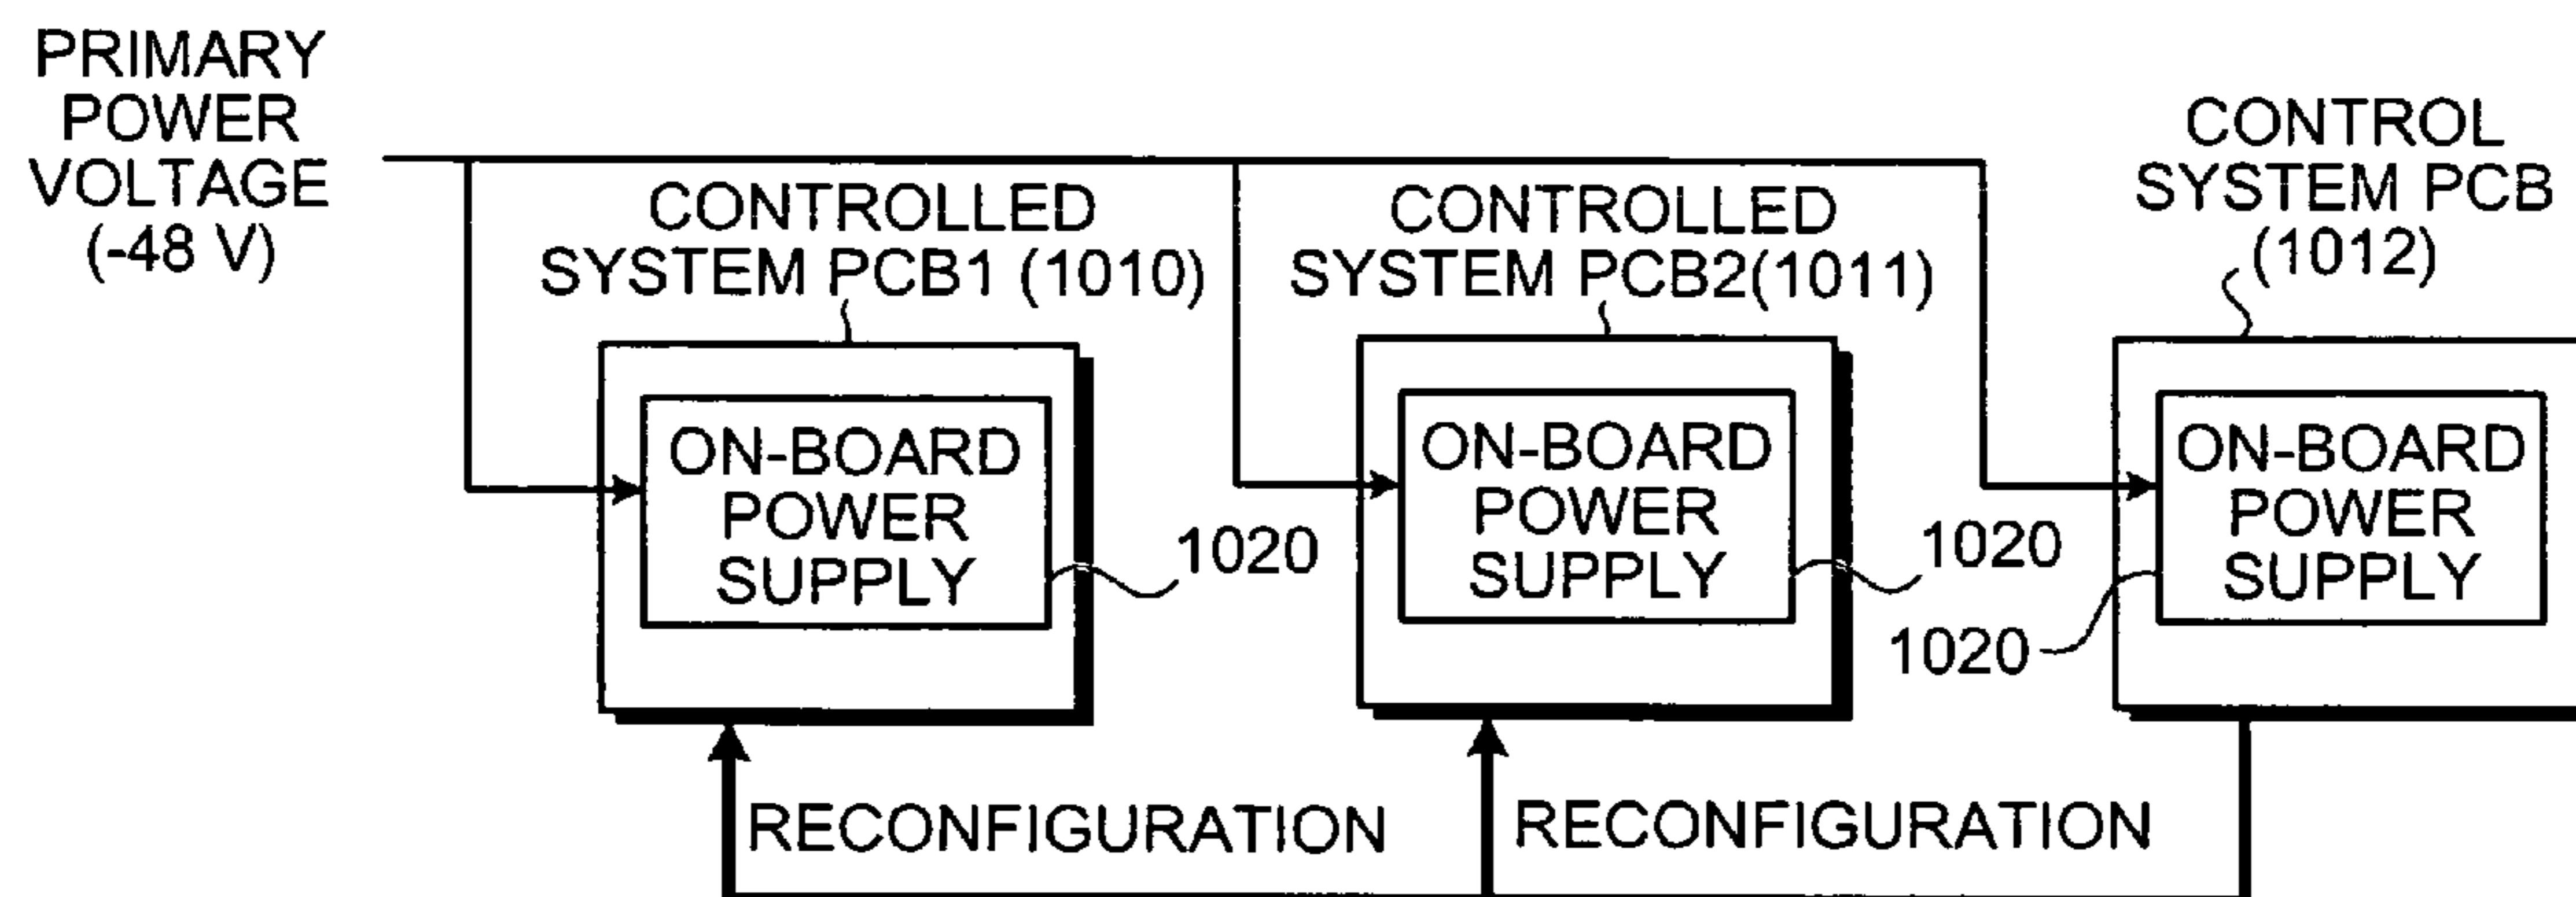 PRIMARY
POWER
VOLTAGE
(-48 V)
CONTROLLED
SYSTEM PCB1 (1010)
CONTROLLED
SYSTEM PCB2(1011)
CONTROL
SYSTEM PCB
(1012)
ON-BOARD
POWER
SUPPLY
1020
ON-BOARD
POWER
SUPPLY
1020
ON-BOARD
POWER
SUPPLY
1020
RECONFIGURATION
RECONFIGURATION